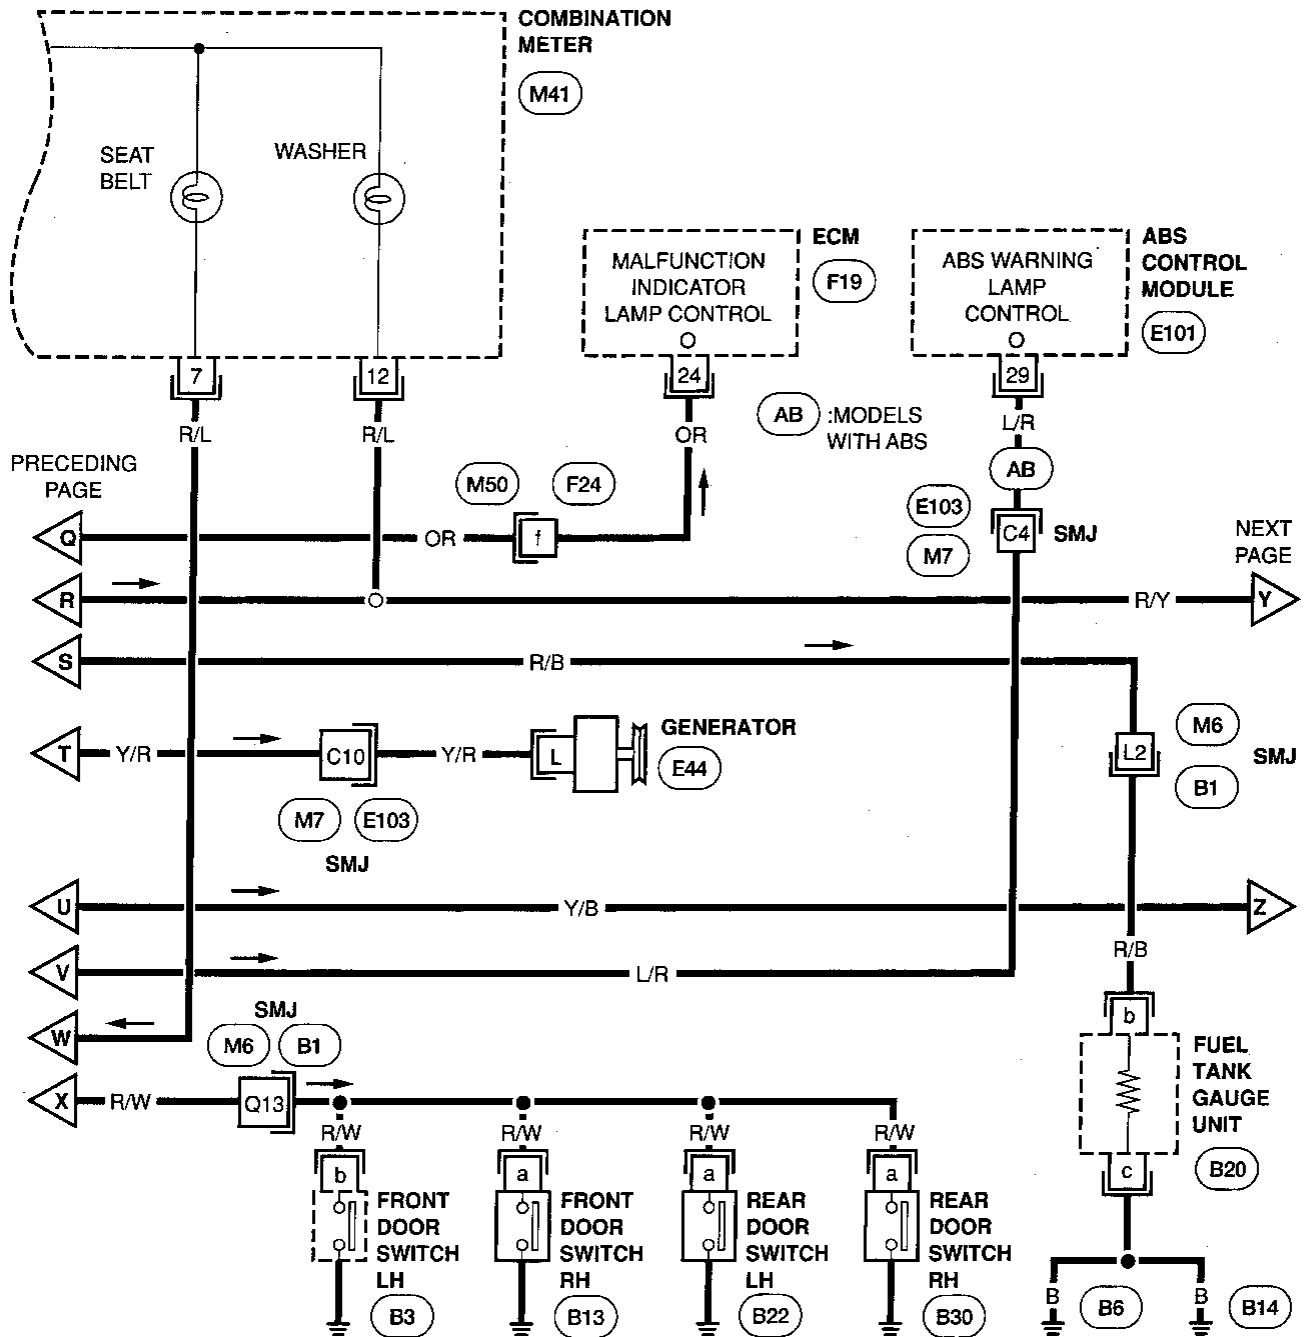 COMBINATION
METER
M41
SEAT
BELT
WASHER
7
12
R/L
R/L
MALFUNCTION
INDICATOR
LAMP CONTROL
ECM
F19
24
OR
ABS WARNING
LAMP
CONTROL
ABS
CONTROL
MODULE
E101
29
L/R
AB
AB :MODELS
WITH ABS
PRECEDING
PAGE
M50
F24
E103
M7
C4
SMJ
NEXT
PAGE
Q
OR
f
R
R/Y
Y
S
R/B
M6
L2
SMJ
B1
T
Y/R
C10
Y/R
L
GENERATOR
E44
M7
E103
SMJ
U
Y/B
Z
V
L/R
R/B
W
SMJ
M6
B1
b
FUEL
TANK
GAUGE
UNIT
B20
c
X
R/W
Q13
R/W
R/W
R/W
R/W
b
a
a
a
FRONT
DOOR
SWITCH
LH
B3
FRONT
DOOR
SWITCH
RH
B13
REAR
DOOR
SWITCH
LH
B22
REAR
DOOR
SWITCH
RH
B30
B
B6
B
B14